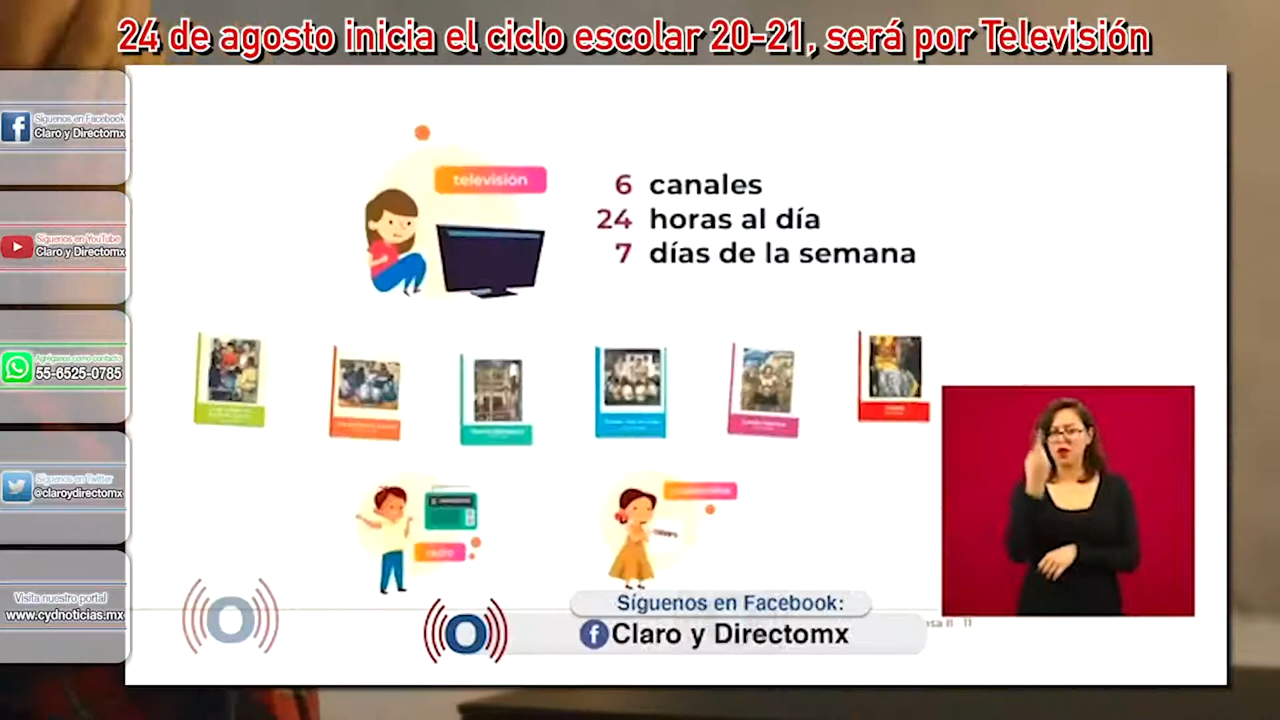 24 de agosto inicia el ciclo escolar 20-21, será por Televisión
Síguenos en Facebook
Claro y Directomx
Síguenos en YouTube
Claro y Directomx
Agréganos como contacto
55-6525-0785
Síguenos en Twitter
@claroydirectomx
Visita nuestro portal
www.cydnoticias.mx
televisión
6 canales
24 horas al día
7 días de la semana
radio
Síguenos en Facebook:
Claro y Directomx